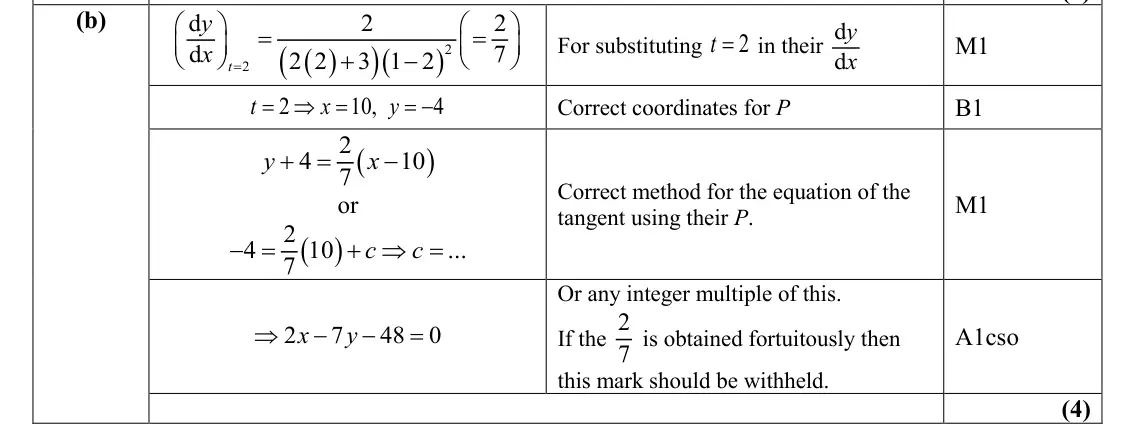 (b)
(dy/dx)_{t=2} = 2/((2(2)+3)(1−2)²) (= 2/7)
For substituting t = 2 in their dy/dx
M1
t = 2 ⇒ x = 10, y = −4
Correct coordinates for P
B1
y + 4 = 2/7 (x − 10)
or
−4 = 2/7 (10) + c ⇒ c = ...
Correct method for the equation of the
tangent using their P.
M1
⇒ 2x − 7y − 48 = 0
Or any integer multiple of this.
If the 2/7 is obtained fortuitously then
this mark should be withheld.
A1cso
(4)